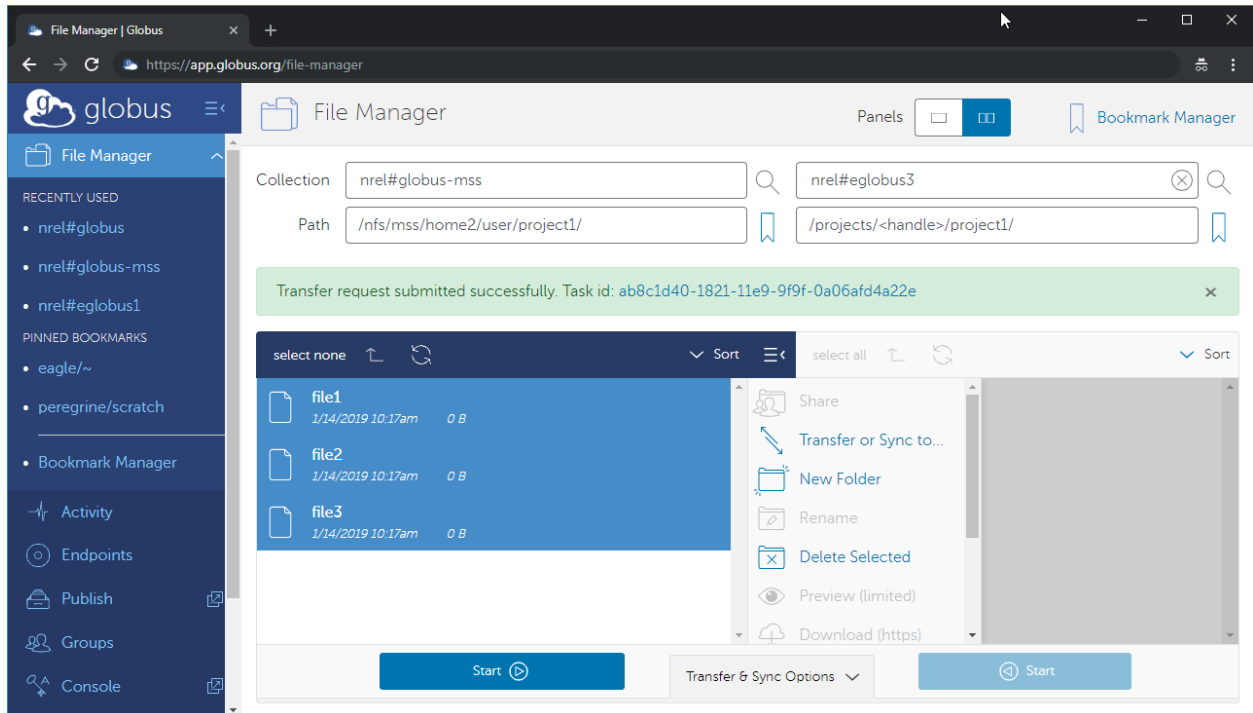 File Manager | Globus
https://app.globus.org/file-manager
globus
File Manager
Panels
Bookmark Manager
File Manager
RECENTLY USED
nrel#globus
nrel#globus-mss
nrel#eglobus1
PINNED BOOKMARKS
eagle/~
peregrine/scratch
Bookmark Manager
Activity
Endpoints
Publish
Groups
Console
Collection
nrel#globus-mss
nrel#eglobus3
Path
/nfs/mss/home2/user/project1/
/projects/<handle>/project1/
Transfer request submitted successfully. Task id: ab8c1d40-1821-11e9-9f9f-0a06afd4a22e
select none
Sort
select all
Sort
file1
1/14/2019 10:17am 0 B
file2
1/14/2019 10:17am 0 B
file3
1/14/2019 10:17am 0 B
Share
Transfer or Sync to...
New Folder
Rename
Delete Selected
Preview (limited)
Download (https)
Start
Transfer & Sync Options
Start